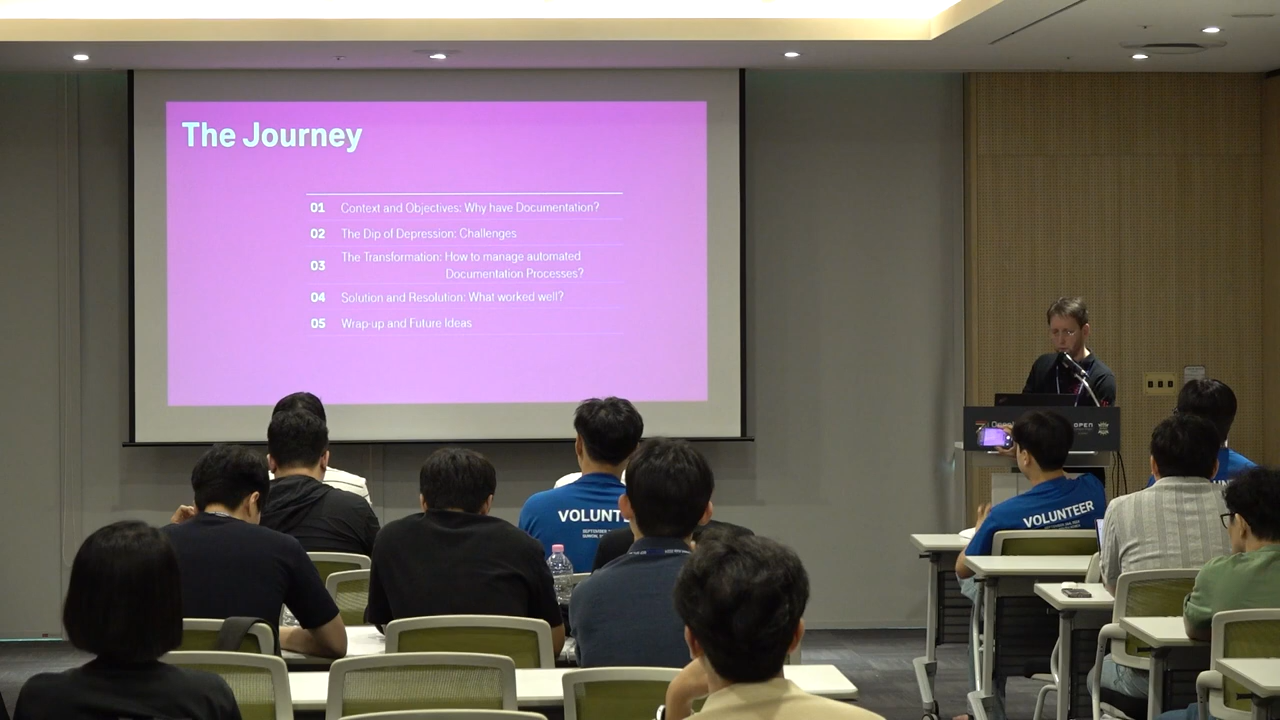 The Journey
01 Context and Objectives: Why have Documentation?
02 The Dip of Depression: Challenges
03 The Transformation: How to manage automated
Documentation Processes?
04 Solution and Resolution: What worked well?
05 Wrap-up and Future Ideas
OPEN
VOLUNTEER
VOLUNTEER